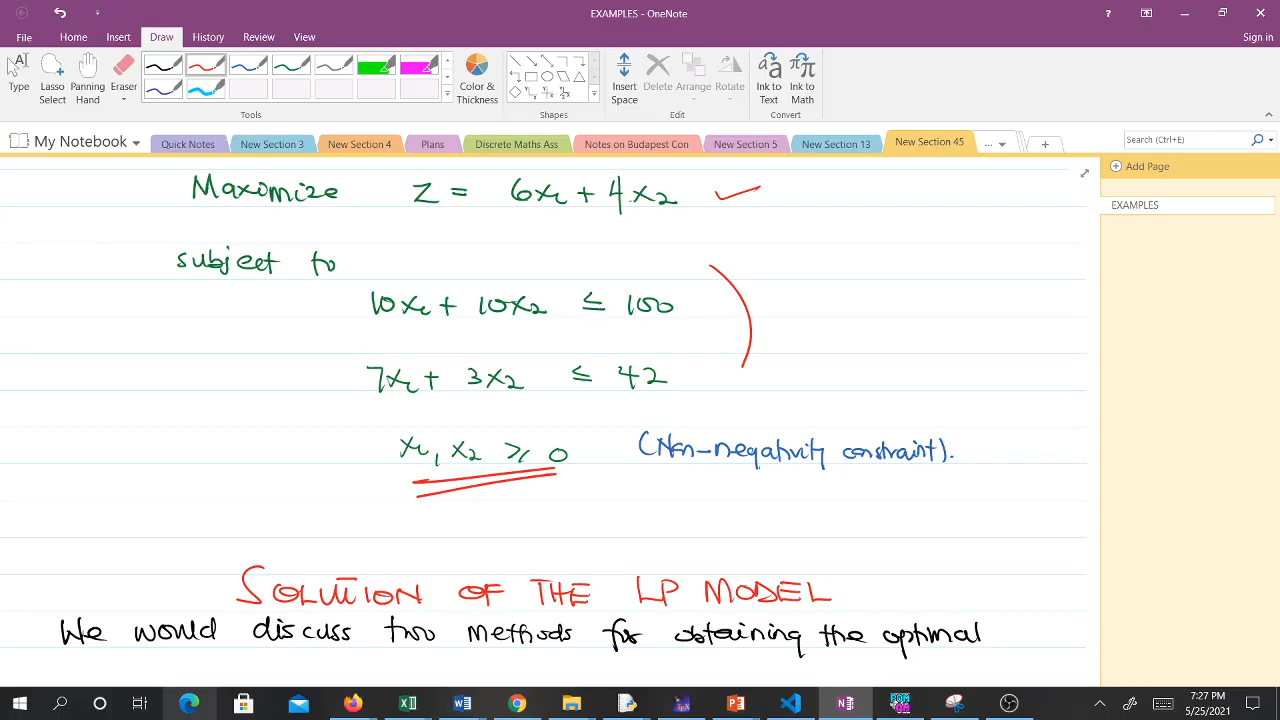 EXAMPLES - OneNote
Sign in
File Home Insert Draw History Review View
Type Lasso Select Panning Hand Eraser Color & Thickness Insert Space Delete Arrange Rotate Ink to Text Ink to Math
Tools Shapes Edit Convert
My Notebook Quick Notes New Section 3 New Section 4 Plans Discrete Maths Ass Notes on Budapest Con New Section 5 New Section 13 New Section 45 ... + Search (Ctrl+E)
Add Page
EXAMPLES
Maximize Z = 6x₁ + 4x₂
subject to
10x₁ + 10x₂ ≤ 100
7x₁ + 3x₂ ≤ 42
x₁, x₂ ≥ 0 (Non-negativity constraint).
SOLUTION OF THE LP MODEL
We would discuss two methods for obtaining the optimal
7:27 PM
5/25/2021